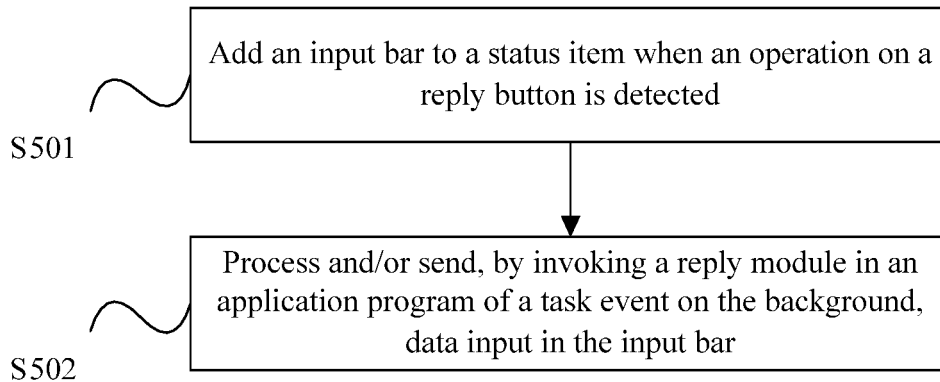 Add an input bar to a status item when an operation on a
reply button is detected
S501
Process and/or send, by invoking a reply module in an
application program of a task event on the background,
data input in the input bar
S502